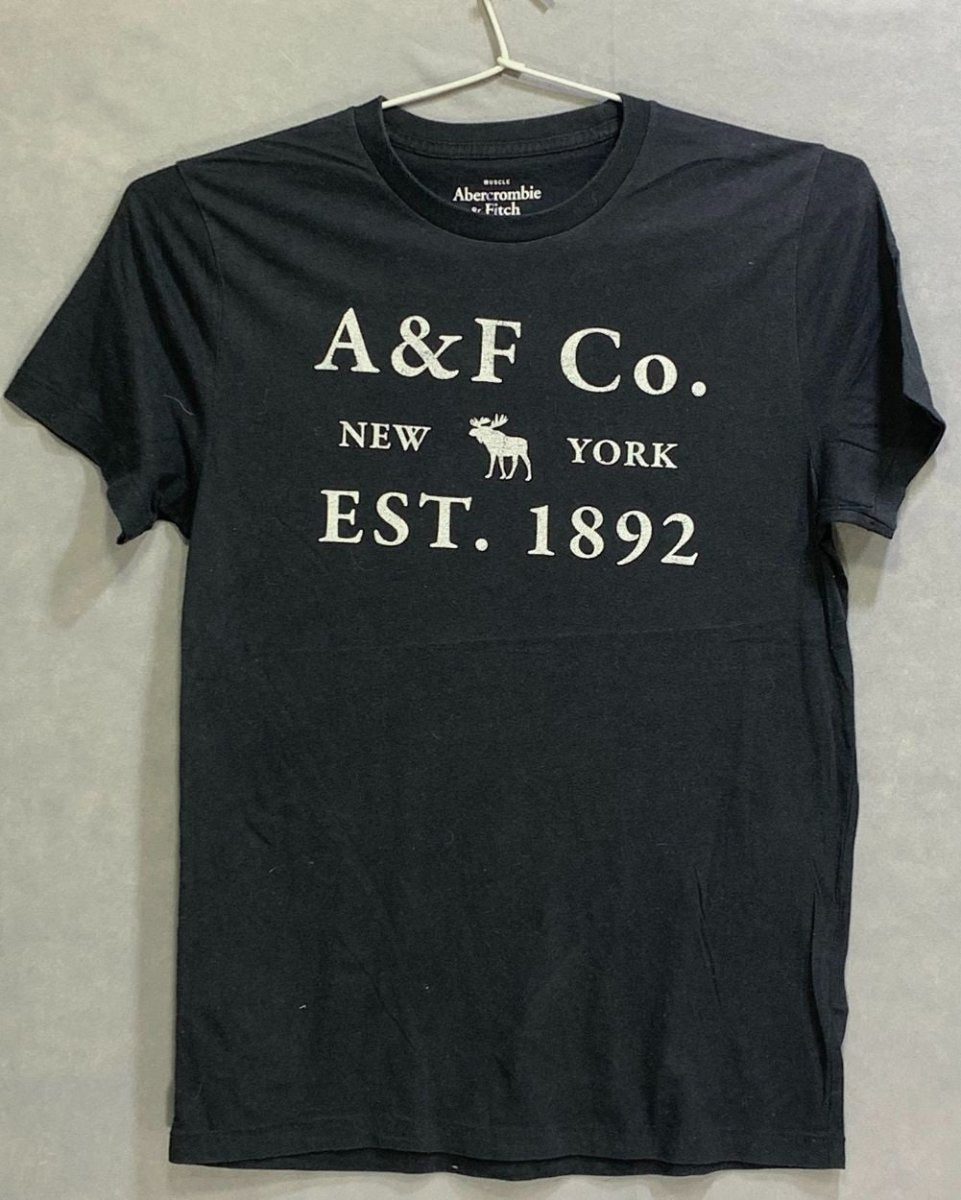 MUSCLE
Abercrombie
& Fitch
A&F Co.
NEW YORK
EST. 1892